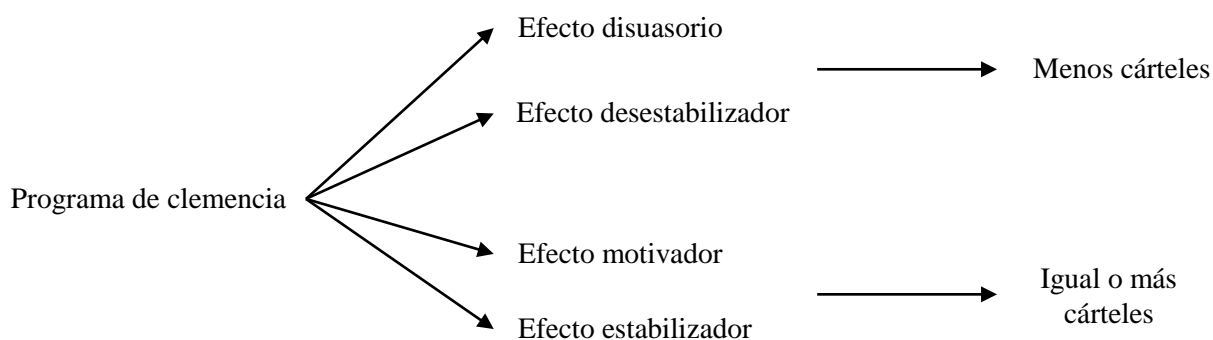 Efecto disuasorio
Menos cárteles
Efecto desestabilizador
Programa de clemencia
Efecto motivador
Igual o más
cárteles
Efecto estabilizador